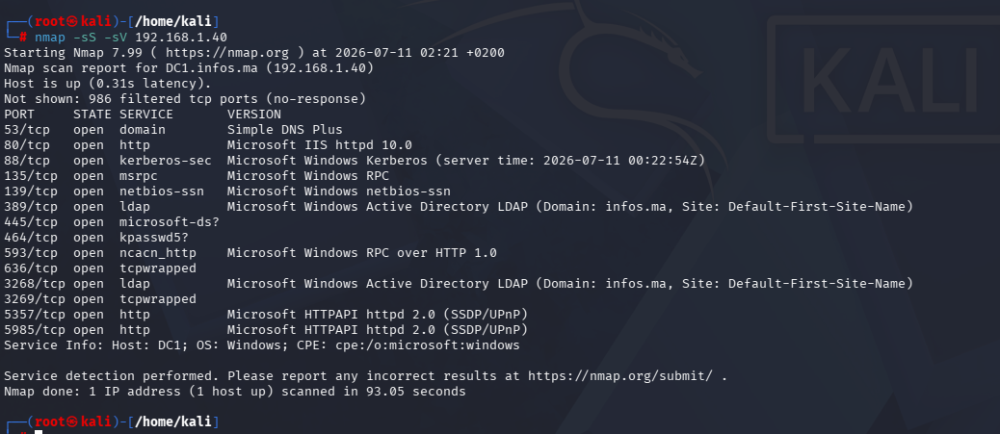 ┌──(root㉿kali)-[/home/kali]
└─# nmap -sS -sV 192.168.1.40
Starting Nmap 7.99 ( https://nmap.org ) at 2026-07-11 02:21 +0200
Nmap scan report for DC1.infos.ma (192.168.1.40)
Host is up (0.31s latency).
Not shown: 986 filtered tcp ports (no-response)
PORT     STATE SERVICE       VERSION
53/tcp   open  domain        Simple DNS Plus
80/tcp   open  http          Microsoft IIS httpd 10.0
88/tcp   open  kerberos-sec  Microsoft Windows Kerberos (server time: 2026-07-11 00:22:54Z)
135/tcp  open  msrpc         Microsoft Windows RPC
139/tcp  open  netbios-ssn   Microsoft Windows netbios-ssn
389/tcp  open  ldap          Microsoft Windows Active Directory LDAP (Domain: infos.ma, Site: Default-First-Site-Name)
445/tcp  open  microsoft-ds?
464/tcp  open  kpasswd5?
593/tcp  open  ncacn_http    Microsoft Windows RPC over HTTP 1.0
636/tcp  open  tcpwrapped
3268/tcp open  ldap          Microsoft Windows Active Directory LDAP (Domain: infos.ma, Site: Default-First-Site-Name)
3269/tcp open  tcpwrapped
5357/tcp open  http          Microsoft HTTPAPI httpd 2.0 (SSDP/UPnP)
5985/tcp open  http          Microsoft HTTPAPI httpd 2.0 (SSDP/UPnP)
Service Info: Host: DC1; OS: Windows; CPE: cpe:/o:microsoft:windows

Service detection performed. Please report any incorrect results at https://nmap.org/submit/ .
Nmap done: 1 IP address (1 host up) scanned in 93.05 seconds

┌──(root㉿kali)-[/home/kali]
└─#
KALI